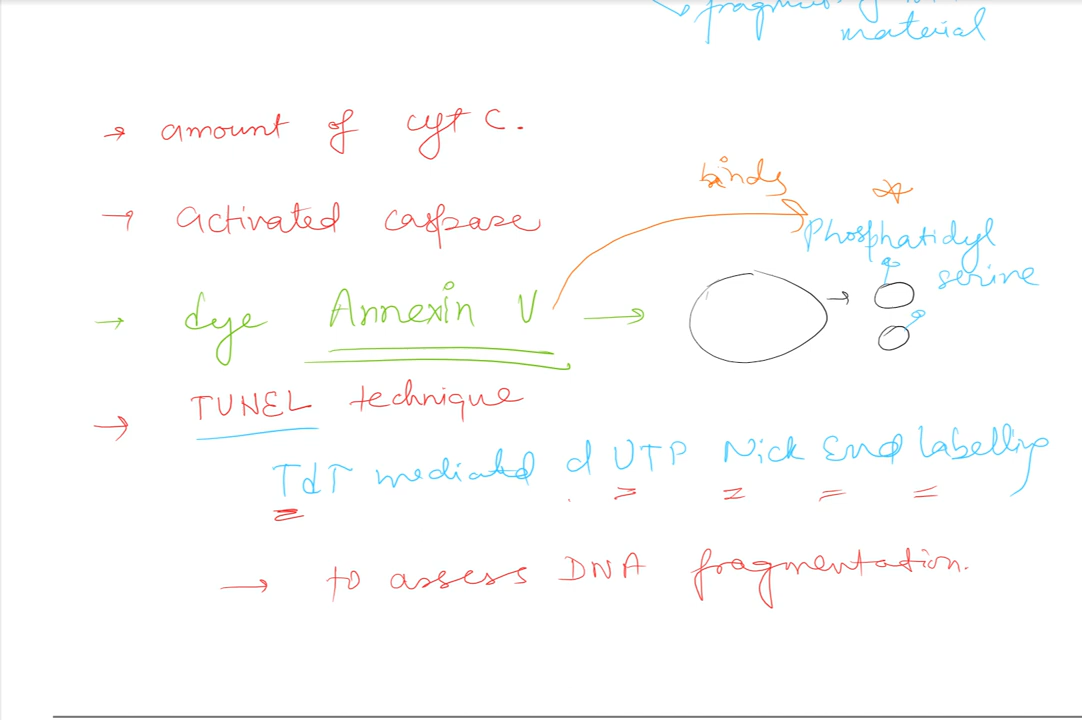 material
→ amount of cyt C.
binds
→ activated caspase
Phosphatidyl
serine
→ dye Annexin V →
→ TUNEL technique
TdT mediated d UTP Nick End labelling
→ to assess DNA fragmentation.